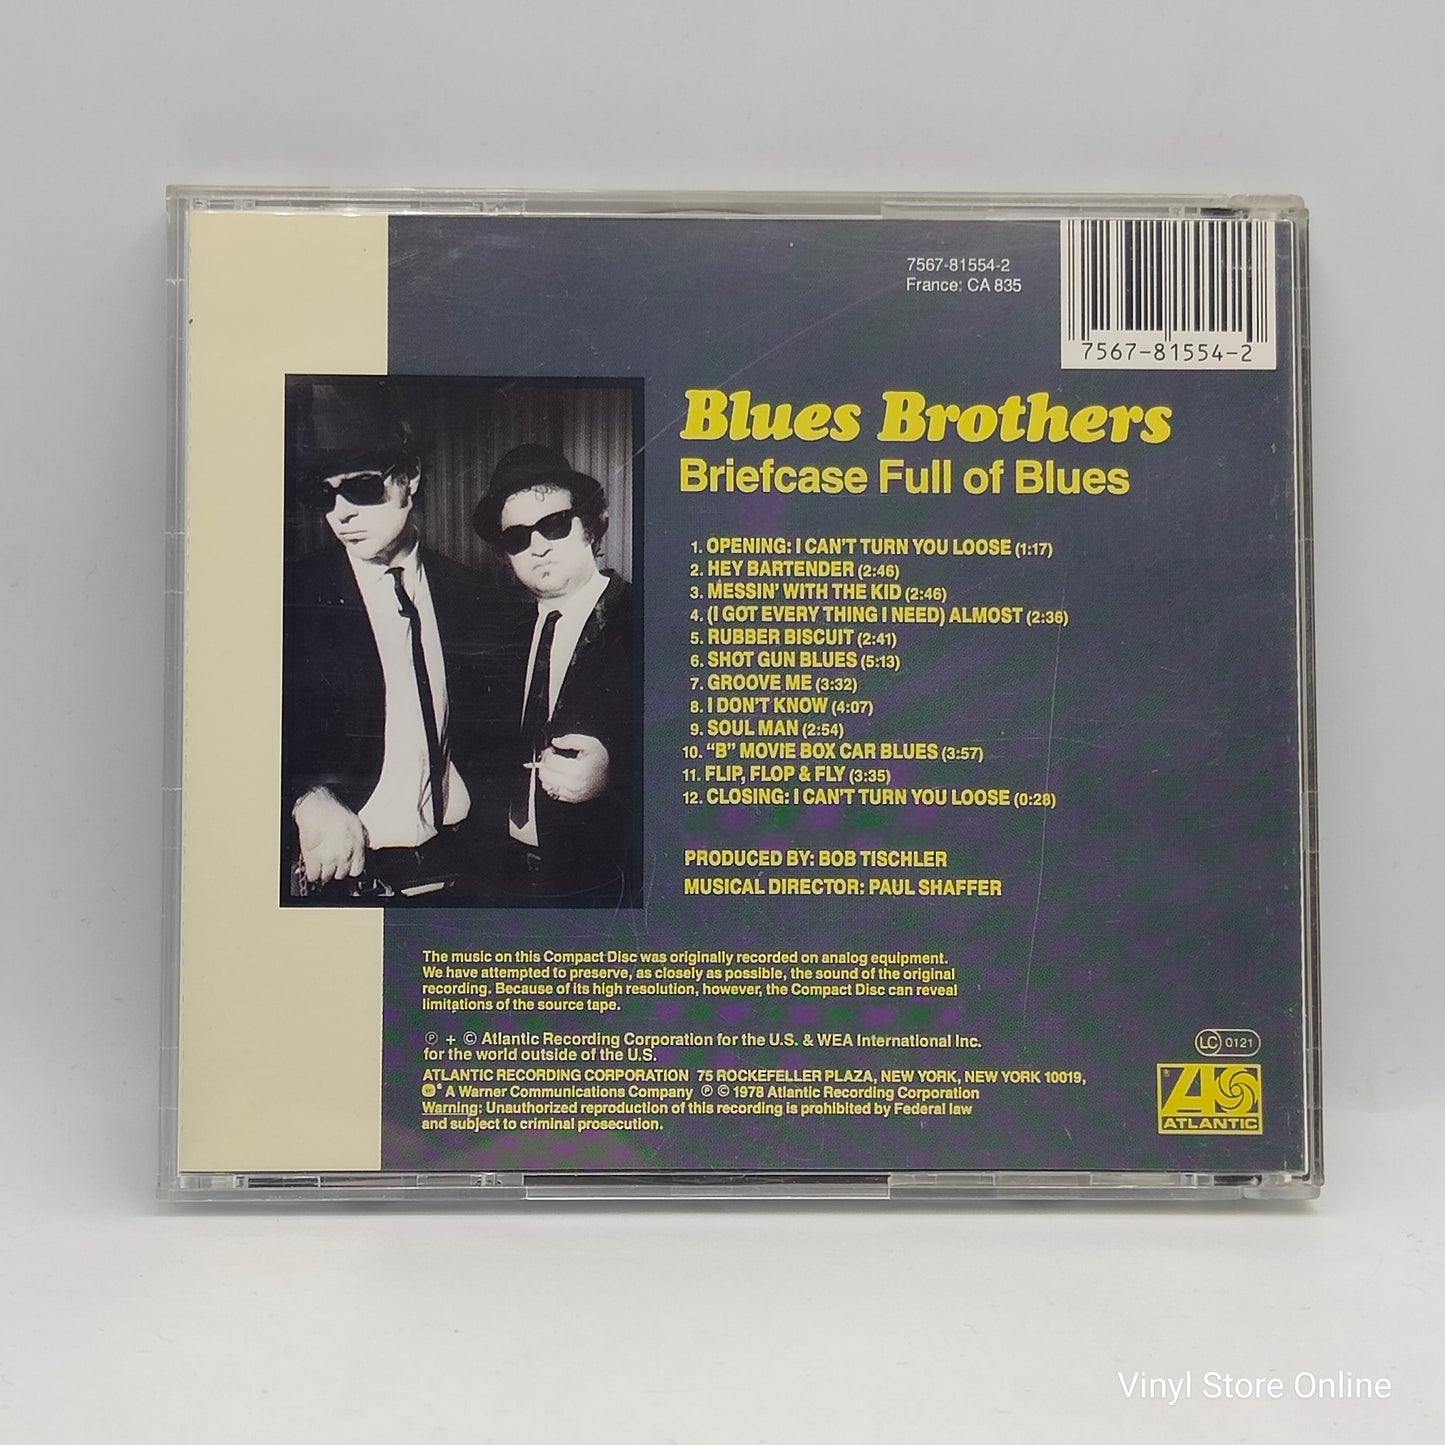 7567-81554-2
France: CA 835
7567-81554-2
Blues Brothers
Briefcase Full of Blues
1. OPENING: I CAN'T TURN YOU LOOSE (1:17)
2. HEY BARTENDER (2:46)
3. MESSIN' WITH THE KID (2:46)
4. (I GOT EVERY THING I NEED) ALMOST (2:36)
5. RUBBER BISCUIT (2:41)
6. SHOT GUN BLUES (5:13)
7. GROOVE ME (3:32)
8. I DON'T KNOW (4:07)
9. SOUL MAN (2:54)
10. “B” MOVIE BOX CAR BLUES (3:57)
11. FLIP, FLOP & FLY (3:35)
12. CLOSING: I CAN'T TURN YOU LOOSE (0:28)
PRODUCED BY: BOB TISCHLER
MUSICAL DIRECTOR: PAUL SHAFFER
The music on this Compact Disc was originally recorded on analog equipment.
We have attempted to preserve, as closely as possible, the sound of the original
recording. Because of its high resolution, however, the Compact Disc can reveal
limitations of the source tape.
℗ + © Atlantic Recording Corporation for the U.S. & WEA International Inc.
for the world outside of the U.S.
ATLANTIC RECORDING CORPORATION 75 ROCKEFELLER PLAZA, NEW YORK, NEW YORK 10019,
A Warner Communications Company ℗ © 1978 Atlantic Recording Corporation
Warning: Unauthorized reproduction of this recording is prohibited by Federal law
and subject to criminal prosecution.
LC 0121
ATLANTIC
Vinyl Store Online